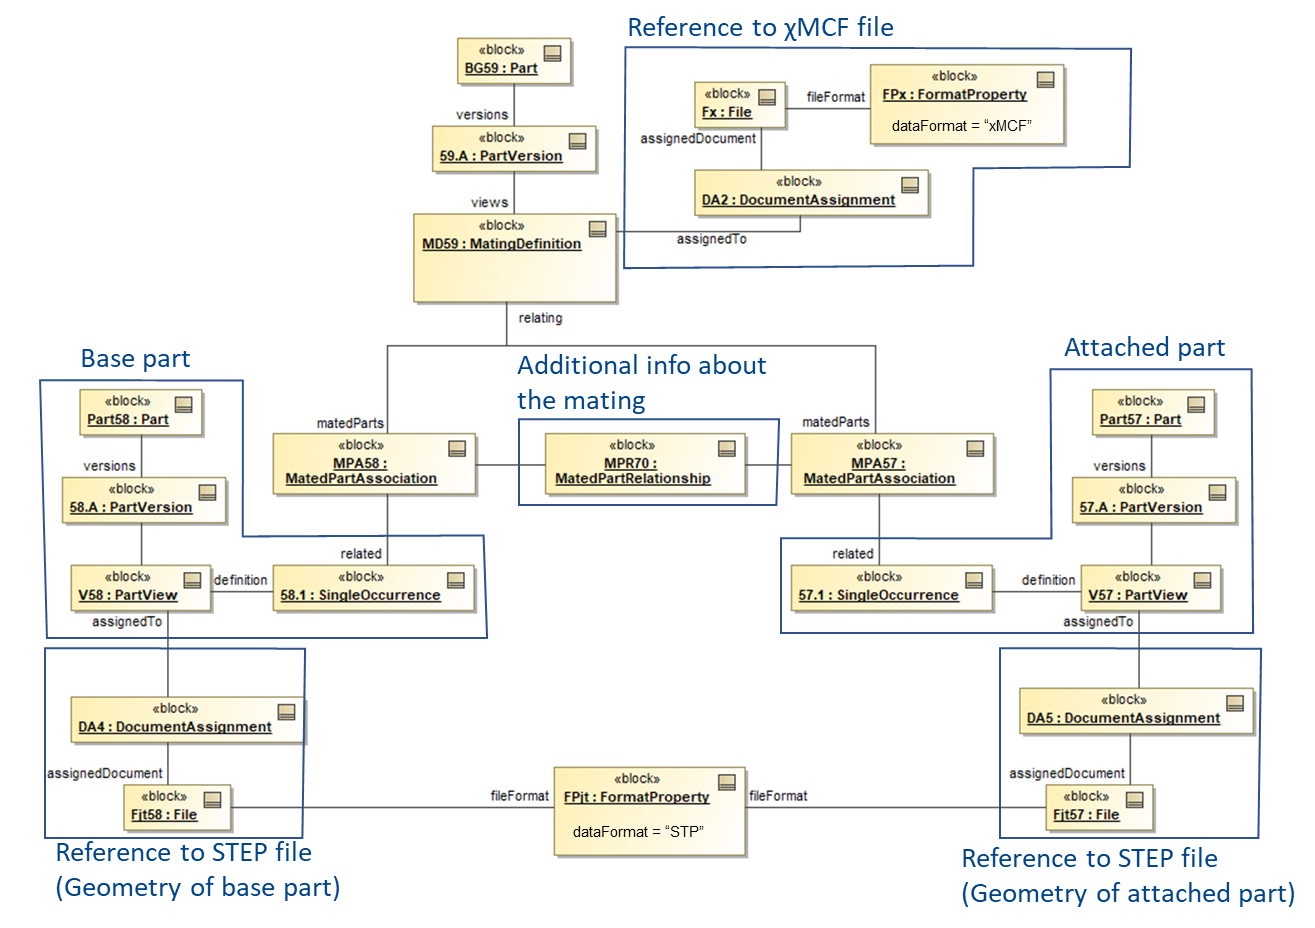 Reference to χMCF file
«block»
BG59 : Part
versions
«block»
59.A : PartVersion
views
«block»
MD59 : MatingDefinition
relating
«block»
Fx : File
fileFormat
«block»
FPx : FormatProperty
dataFormat = “xMCF”
assignedDocument
«block»
DA2 : DocumentAssignment
assignedTo
Base part
«block»
Part58 : Part
versions
«block»
58.A : PartVersion
«block»
V58 : PartView
definition
«block»
58.1 : SingleOccurrence
assignedTo
matedParts
«block»
MPA58 :
MatedPartAssociation
related
Additional info about
the mating
«block»
MPR70 :
MatedPartRelationship
matedParts
«block»
MPA57 :
MatedPartAssociation
related
Attached part
«block»
Part57 : Part
versions
«block»
57.A : PartVersion
«block»
57.1 : SingleOccurrence
definition
«block»
V57 : PartView
assignedTo
«block»
DA4 : DocumentAssignment
assignedDocument
«block»
Fjt58 : File
fileFormat
«block»
FPjt : FormatProperty
dataFormat = “STP”
fileFormat
«block»
DA5 : DocumentAssignment
assignedDocument
«block»
Fjt57 : File
Reference to STEP file
(Geometry of base part)
Reference to STEP file
(Geometry of attached part)